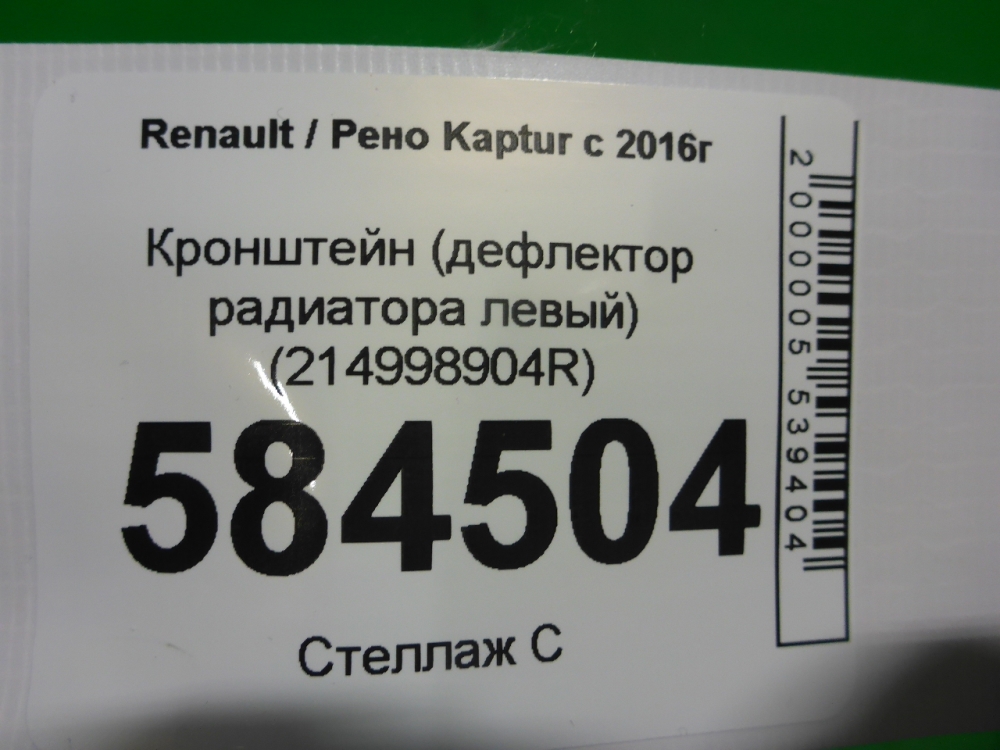 Renault / Рено Kaptur с 2016г
Кронштейн (дефлектор
радиатора левый)
(214998904R)
584504
Стеллаж С
2000005539404